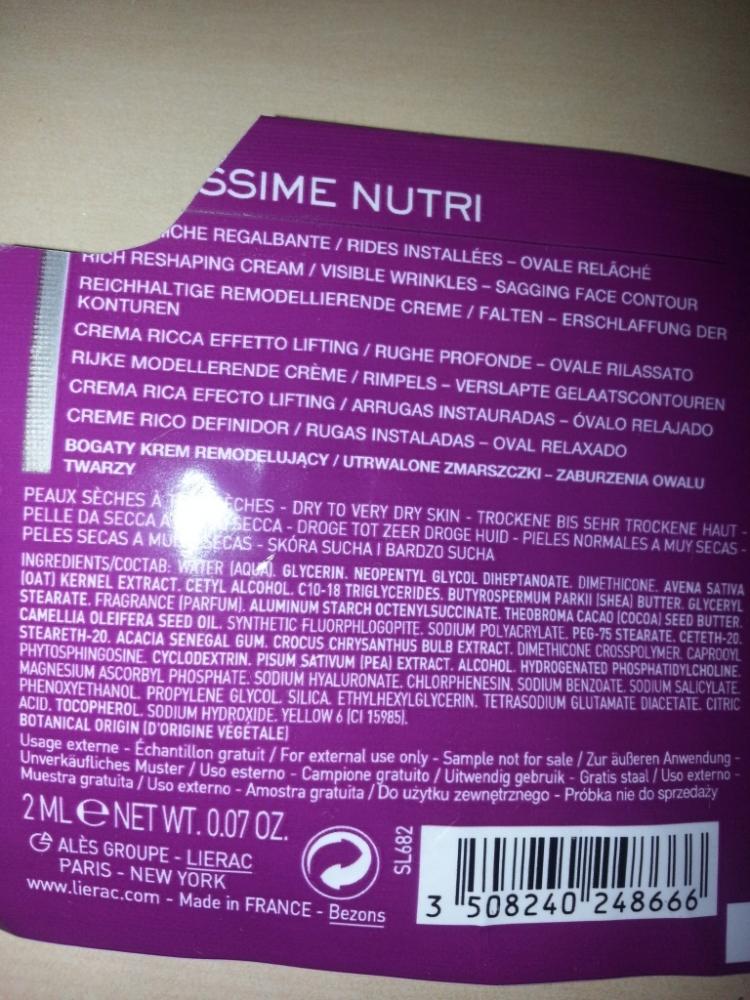 SSIME NUTRI
ICHE REGALBANTE / RIDES INSTALLÉES – OVALE RELÂCHÉ
RICH RESHAPING CREAM / VISIBLE WRINKLES – SAGGING FACE CONTOUR
REICHHALTIGE REMODELLIERENDE CREME / FALTEN – ERSCHLAFFUNG DER
KONTUREN
CREMA RICCA EFFETTO LIFTING / RUGHE PROFONDE – OVALE RILASSATO
RIJKE MODELLERENDE CRÈME / RIMPELS – VERSLAPTE GELAATSCONTOUREN
CREMA RICA EFECTO LIFTING / ARRUGAS INSTAURADAS – ÓVALO RELAJADO
CREME RICO DEFINIDOR / RUGAS INSTALADAS – OVAL RELAXADO
BOGATY KREM REMODELUJĄCY / UTRWALONE ZMARSZCZKI – ZABURZENIA OWALU
TWARZY
PEAUX SÈCHES À SÈCHES - DRY TO VERY DRY SKIN - TROCKENE BIS SEHR TROCKENE HAUT -
PELLE DA SECCA A SECCA - DROGE TOT ZEER DROGE HUID - PIELES NORMALES A MUY SECAS -
PELES SECAS A SECAS - SKÓRA SUCHA I BARDZO SUCHA
INGREDIENTS/COCTAB: WATER (AQUA). GLYCERIN. NEOPENTYL GLYCOL DIHEPTANOATE. DIMETHICONE. AVENA SATIVA
(OAT) KERNEL EXTRACT. CETYL ALCOHOL. C10-18 TRIGLYCERIDES. BUTYROSPERMUM PARKII (SHEA) BUTTER. GLYCERYL
STEARATE. FRAGRANCE (PARFUM). ALUMINUM STARCH OCTENYLSUCCINATE. THEOBROMA CACAO (COCOA) SEED BUTTER.
CAMELLIA OLEIFERA SEED OIL. SYNTHETIC FLUORPHLOGOPITE. SODIUM POLYACRYLATE. PEG-75 STEARATE. CETETH-20.
STEARETH-20. ACACIA SENEGAL GUM. CROCUS CHRYSANTHUS BULB EXTRACT. DIMETHICONE CROSSPOLYMER. CAPROOYL
PHYTOSPHINGOSINE. CYCLODEXTRIN. PISUM SATIVUM (PEA) EXTRACT. ALCOHOL. HYDROGENATED PHOSPHATIDYLCHOLINE.
MAGNESIUM ASCORBYL PHOSPHATE. SODIUM HYALURONATE. CHLORPHENESIN. SODIUM BENZOATE. SODIUM SALICYLATE.
PHENOXYETHANOL. PROPYLENE GLYCOL. SILICA. ETHYLHEXYLGLYCERIN. TETRASODIUM GLUTAMATE DIACETATE. CITRIC
ACID. TOCOPHEROL. SODIUM HYDROXIDE. YELLOW 6 (CI 15985).
BOTANICAL ORIGIN (D'ORIGINE VÉGÉTALE)
Usage externe - Échantillon gratuit / For external use only - Sample not for sale / Zur äußeren Anwendung -
Unverkäufliches Muster / Uso esterno - Campione gratuito / Uitwendig gebruik - Gratis staal / Uso externo -
Muestra gratuita / Uso externo - Amostra gratuita / Do użytku zewnętrznego - Próbka nie do sprzedaży
2 ML e NET WT. 0.07 OZ.
ALÈS GROUPE - LIERAC
PARIS - NEW YORK
www.lierac.com - Made in FRANCE - Bezons
SL682
3 508240 248666